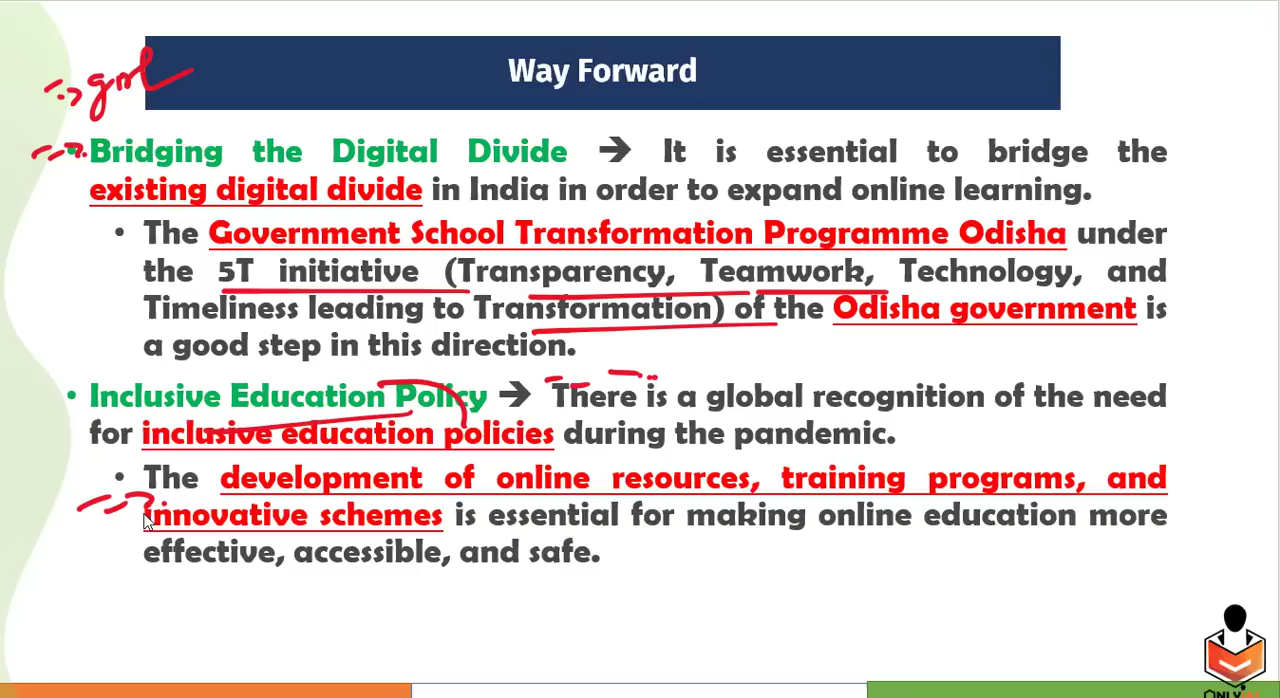 Way Forward
• Bridging the Digital Divide → It is essential to bridge the
existing digital divide in India in order to expand online learning.
• The Government School Transformation Programme Odisha under
the 5T initiative (Transparency, Teamwork, Technology, and
Timeliness leading to Transformation) of the Odisha government is
a good step in this direction.
• Inclusive Education Policy → There is a global recognition of the need
for inclusive education policies during the pandemic.
• The development of online resources, training programs, and
innovative schemes is essential for making online education more
effective, accessible, and safe.